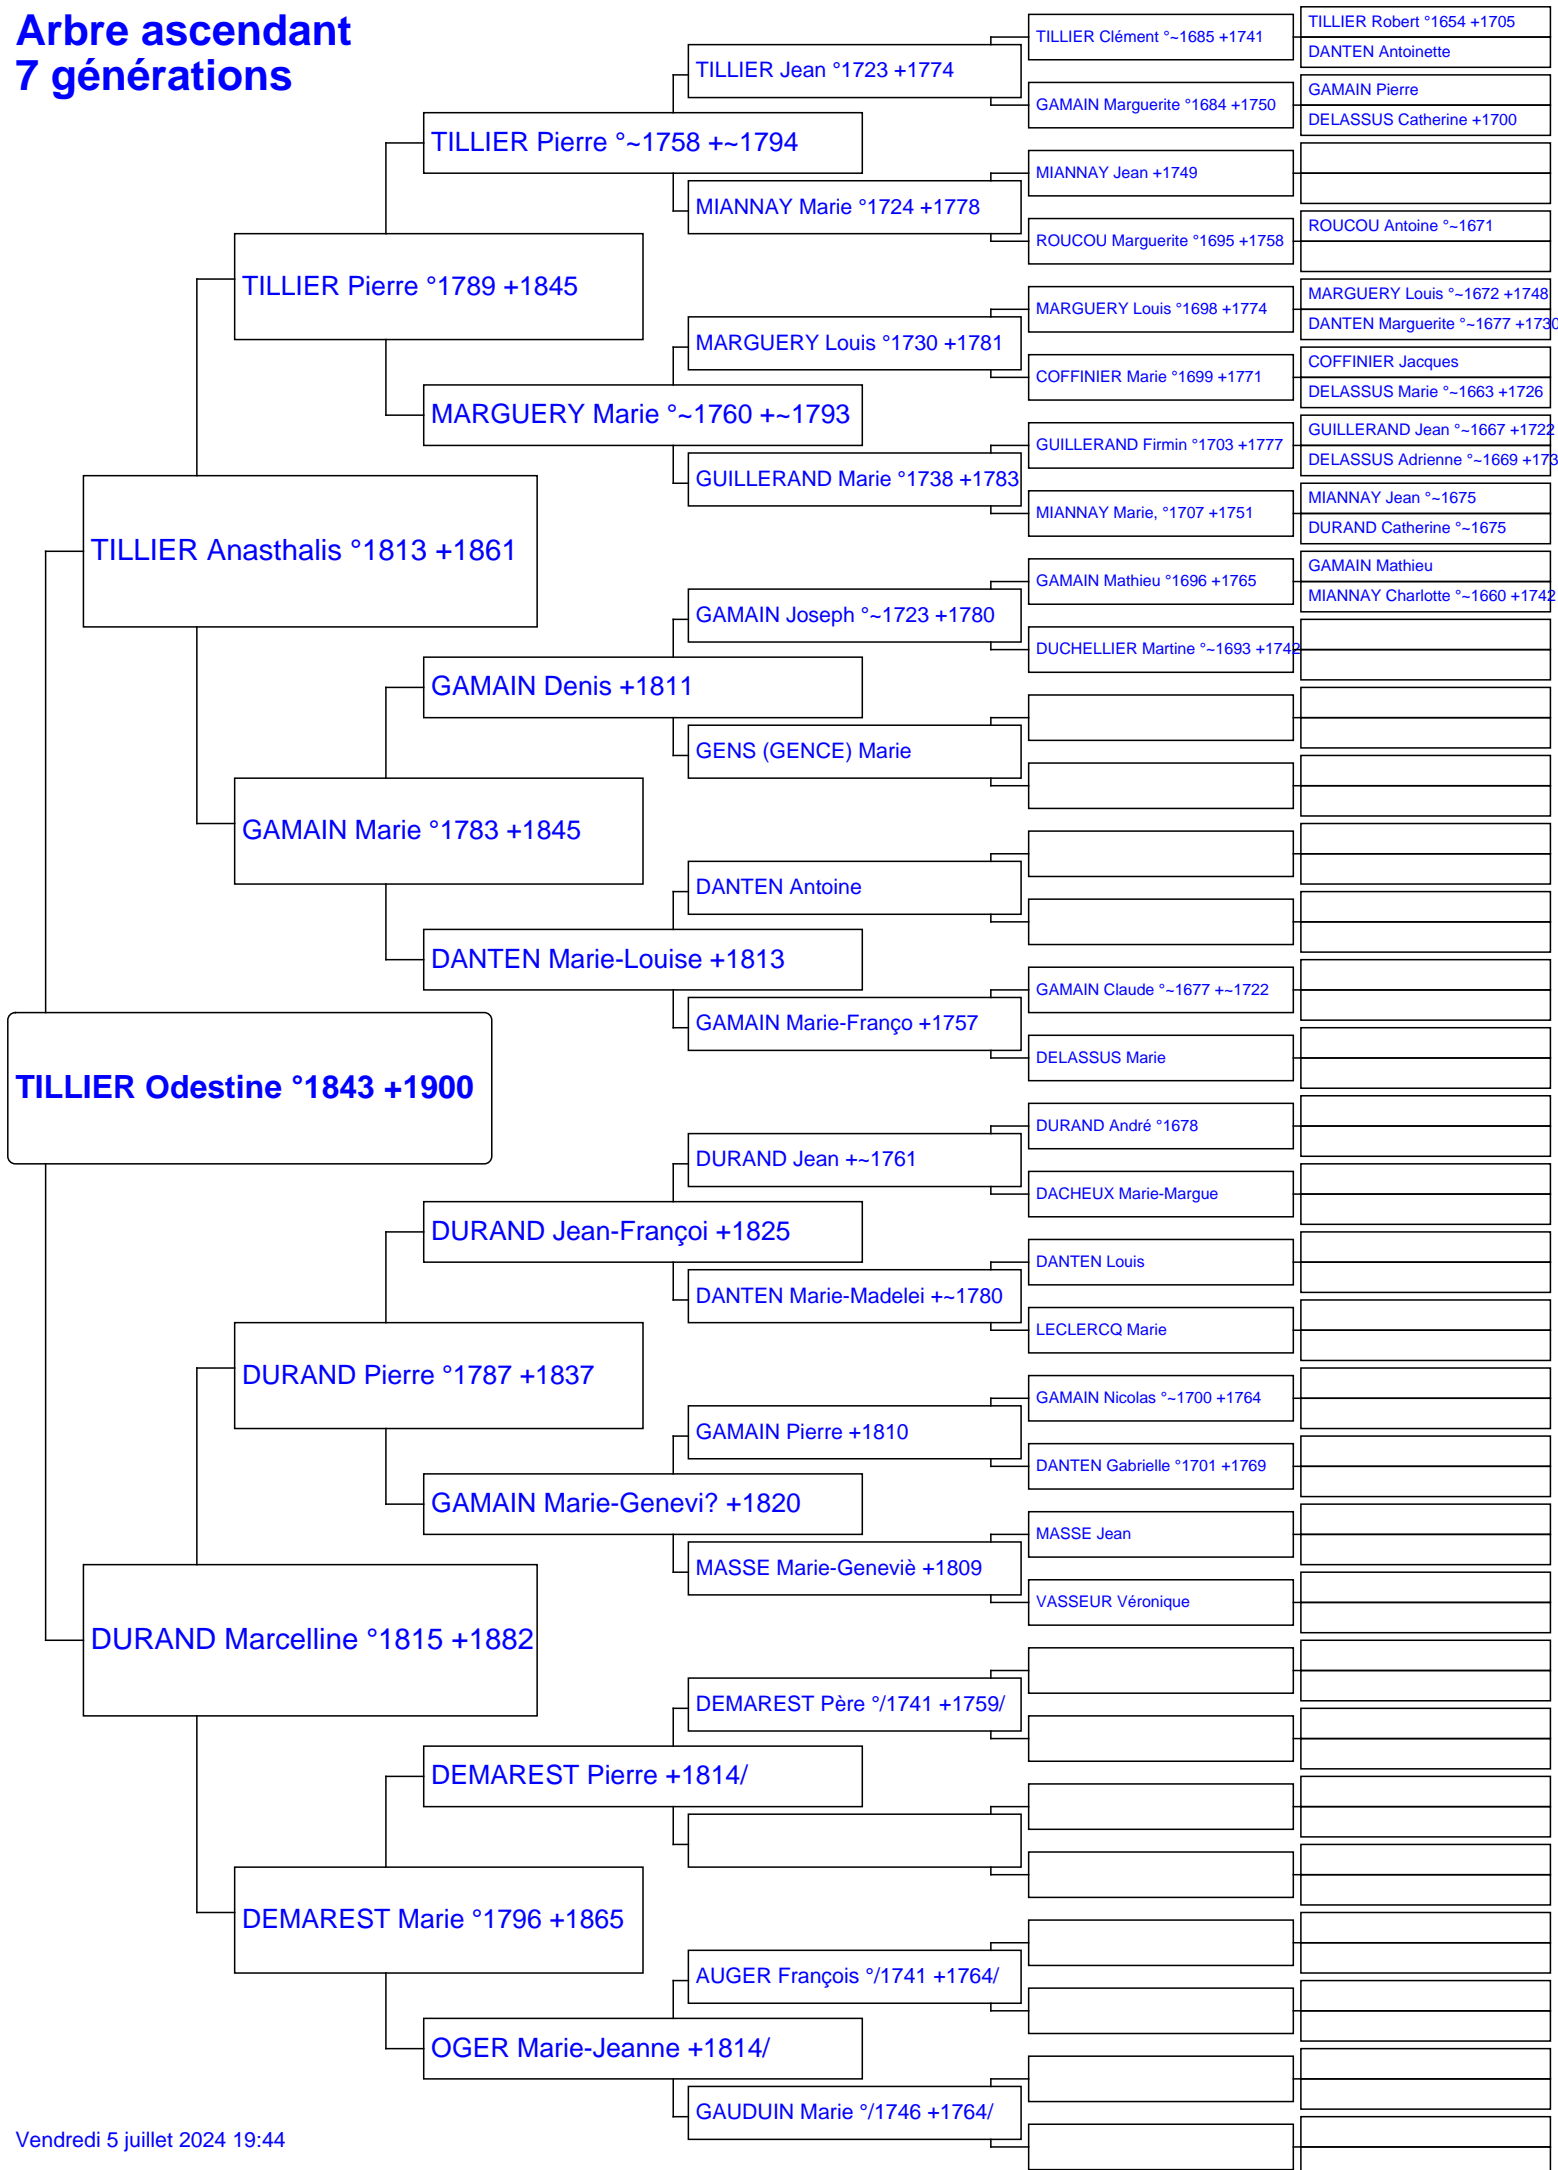 Arbre ascendant
7 générations
TILLIER Odestine °1843 +1900
TILLIER Anasthalis °1813 +1861
DURAND Marcelline °1815 +1882
TILLIER Pierre °1789 +1845
GAMAIN Marie °1783 +1845
DURAND Pierre °1787 +1837
DEMAREST Marie °1796 +1865
TILLIER Pierre °~1758 +~1794
MARGUERY Marie °~1760 +~1793
GAMAIN Denis +1811
DANTEN Marie-Louise +1813
DURAND Jean-Françoi +1825
GAMAIN Marie-Genevi? +1820
DEMAREST Pierre +1814/
OGER Marie-Jeanne +1814/
TILLIER Jean °1723 +1774
MIANNAY Marie °1724 +1778
MARGUERY Louis °1730 +1781
GUILLERAND Marie °1738 +1783
GAMAIN Joseph °~1723 +1780
GENS (GENCE) Marie
DANTEN Antoine
GAMAIN Marie-Franço +1757
DURAND Jean +~1761
DANTEN Marie-Madelei +~1780
GAMAIN Pierre +1810
MASSE Marie-Geneviè +1809
DEMAREST Père °/1741 +1759/
AUGER François °/1741 +1764/
GAUDUIN Marie °/1746 +1764/
TILLIER Clément °~1685 +1741
GAMAIN Marguerite °1684 +1750
MIANNAY Jean +1749
ROUCOU Marguerite °1695 +1758
MARGUERY Louis °1698 +1774
COFFINIER Marie °1699 +1771
GUILLERAND Firmin °1703 +1777
MIANNAY Marie, °1707 +1751
GAMAIN Mathieu °1696 +1765
DUCHELLIER Martine °~1693 +1742
GAMAIN Claude °~1677 +~1722
DELASSUS Marie
DURAND André °1678
DACHEUX Marie-Margue
DANTEN Louis
LECLERCQ Marie
GAMAIN Nicolas °~1700 +1764
DANTEN Gabrielle °1701 +1769
MASSE Jean
VASSEUR Véronique
TILLIER Robert °1654 +1705
DANTEN Antoinette
GAMAIN Pierre
DELASSUS Catherine +1700
ROUCOU Antoine °~1671
MARGUERY Louis °~1672 +1748
DANTEN Marguerite °~1677 +1730
COFFINIER Jacques
DELASSUS Marie °~1663 +1726
GUILLERAND Jean °~1667 +1722
DELASSUS Adrienne °~1669 +173
MIANNAY Jean °~1675
DURAND Catherine °~1675
GAMAIN Mathieu
MIANNAY Charlotte °~1660 +1742
Vendredi 5 juillet 2024 19:44